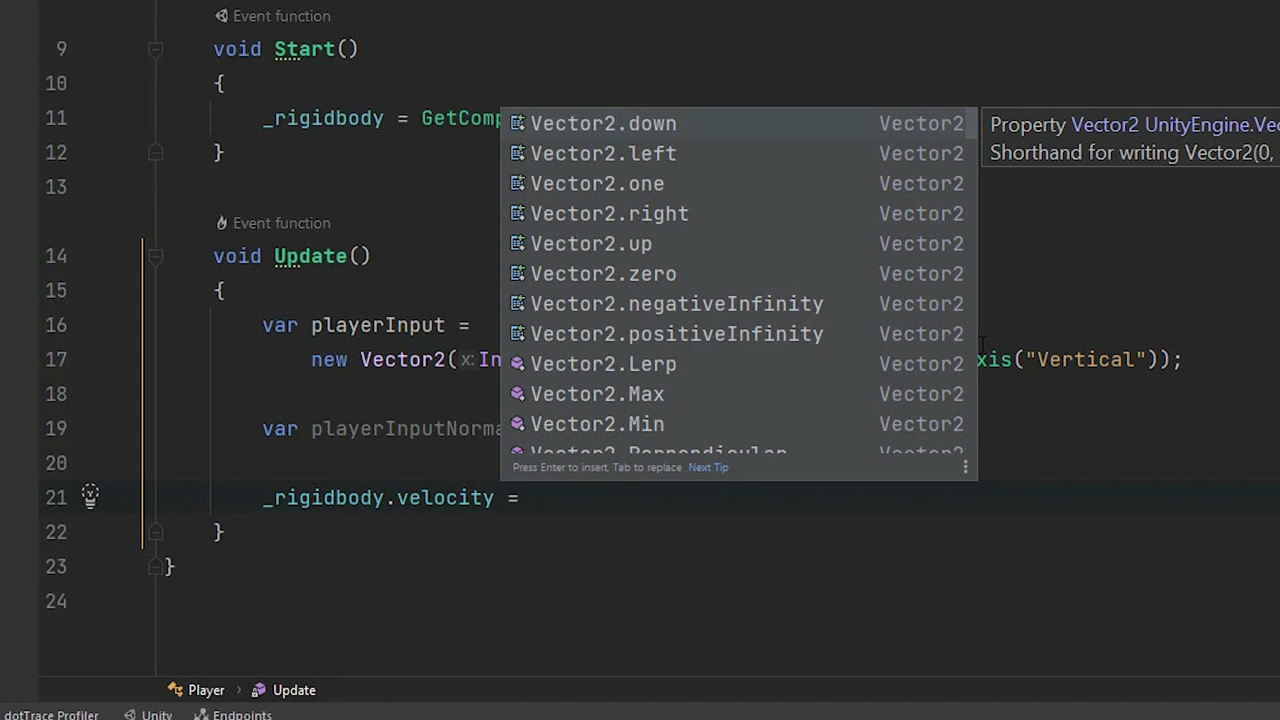 Event function
9 void Start()
10 {
11 _rigidbody = GetComp
12 }
13
Event function
14 void Update()
15 {
16 var playerInput =
17 new Vector2(x:In xis("Vertical"));
18
19 var playerInputNorma
20
21 _rigidbody.velocity =
22 }
23 }
24
Vector2.down Vector2
Vector2.left Vector2
Vector2.one Vector2
Vector2.right Vector2
Vector2.up Vector2
Vector2.zero Vector2
Vector2.negativeInfinity Vector2
Vector2.positiveInfinity Vector2
Vector2.Lerp Vector2
Vector2.Max Vector2
Vector2.Min Vector2
Vector2.Perpendicular Vector2
Press Enter to insert, Tab to replace Next Tip
Property Vector2 UnityEngine.Vec
Shorthand for writing Vector2(0,
Player › Update
dotTrace Profiler Unity Endpoints